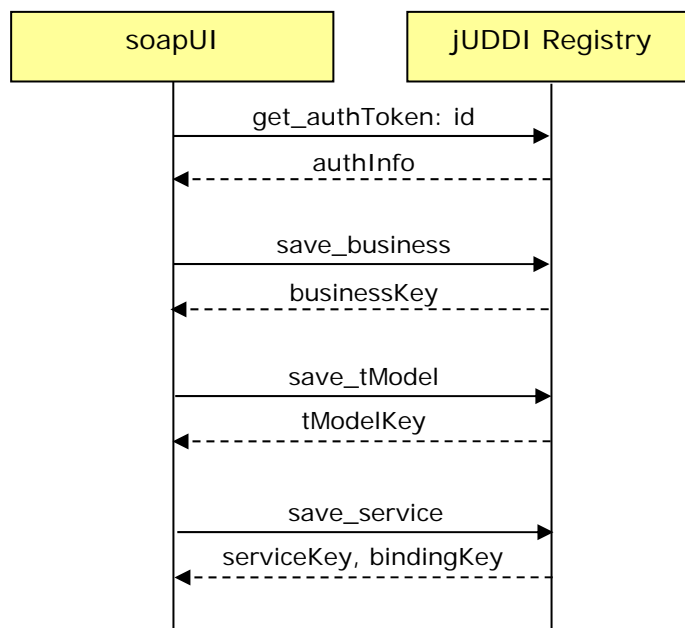 soapUI
jUDDI Registry
get_authToken: id
authInfo
save_business
businessKey
save_tModel
tModelKey
save_service
serviceKey, bindingKey